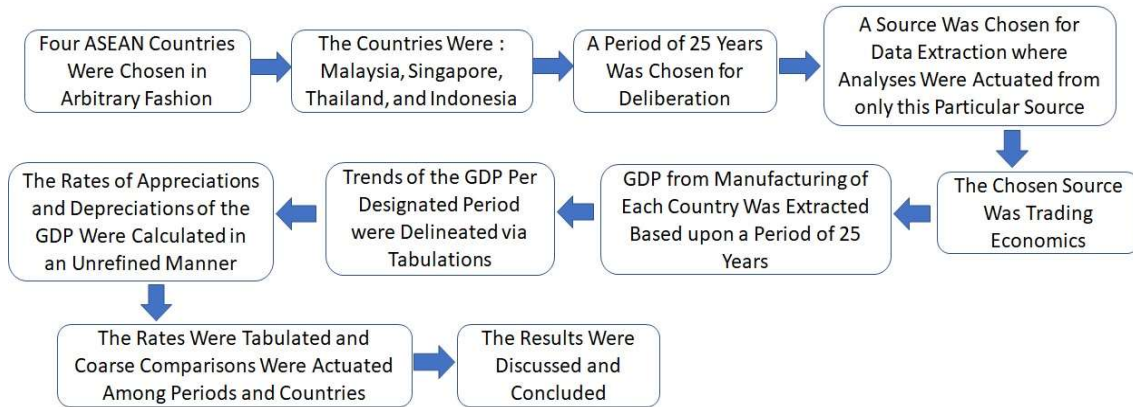 Four ASEAN Countries
Were Chosen in
Arbitrary Fashion
The Countries Were :
Malaysia, Singapore,
Thailand, and Indonesia
A Period of 25 Years
Was Chosen for
Deliberation
A Source Was Chosen for
Data Extraction where
Analyses Were Actuated from
only this Particular Source
The Chosen Source
Was Trading
Economics
GDP from Manufacturing of
Each Country Was Extracted
Based upon a Period of 25
Years
Trends of the GDP Per
Designated Period
were Delineated via
Tabulations
The Rates of Appreciations
and Depreciations of the
GDP Were Calculated in
an Unrefined Manner
The Rates Were Tabulated and
Coarse Comparisons Were Actuated
Among Periods and Countries
The Results Were
Discussed and
Concluded